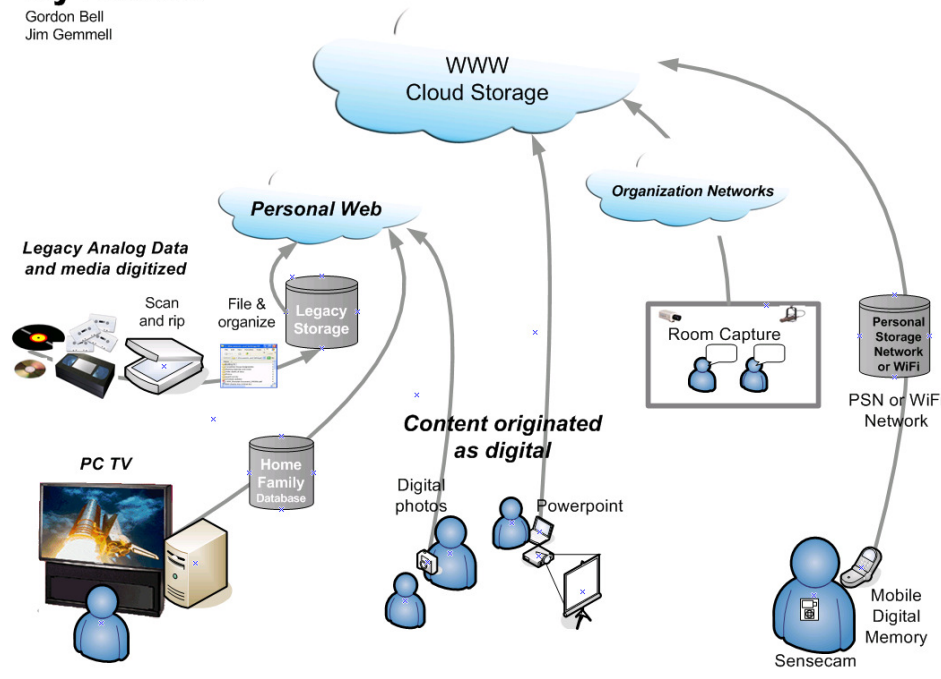 Gordon Bell
Jim Gemmell
WWW
Cloud Storage
Organization Networks
Personal Web
Legacy Analog Data
and media digitized
Scan
and rip
File &
organize
Legacy
Storage
Room Capture
Personal
Storage
Network
or WiFi
PSN or WiFi
Network
Content originated
as digital
PC TV
Home
Family
Database
Digital
photos
Powerpoint
Mobile
Digital
Memory
Sensecam